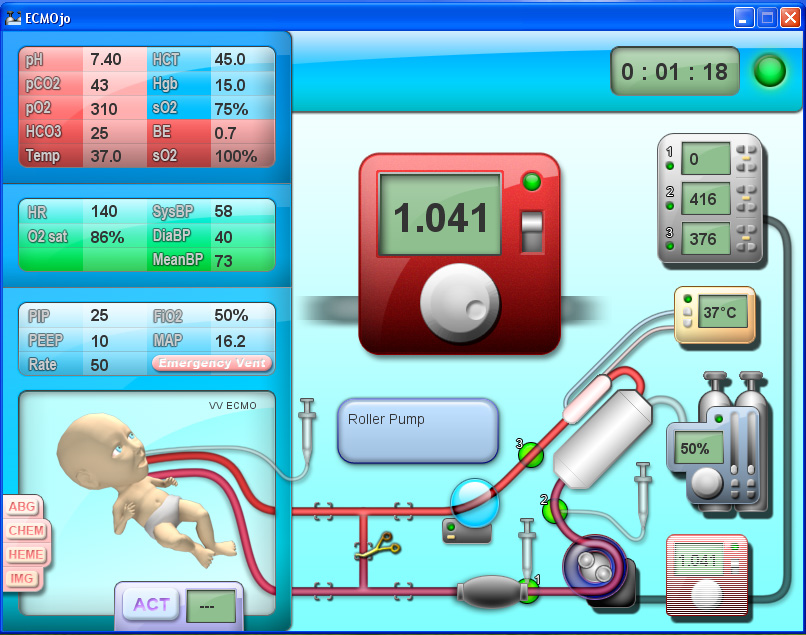 ECMOjo
pH 7.40 HCT 45.0
pCO2 43 Hgb 15.0
pO2 310 sO2 75%
HCO3 25 BE 0.7
Temp 37.0 sO2 100%
HR 140 SysBP 58
O2 sat 86% DiaBP 40
MeanBP 73
PIP 25 FiO2 50%
PEEP 10 MAP 16.2
Rate 50 Emergency Vent
VV ECMO
ABG
CHEM
HEME
IMG
ACT ---
0 : 01 : 18
1.041
1 0
2 416
3 376
37°C
Roller Pump
50%
3
2
1
1.041